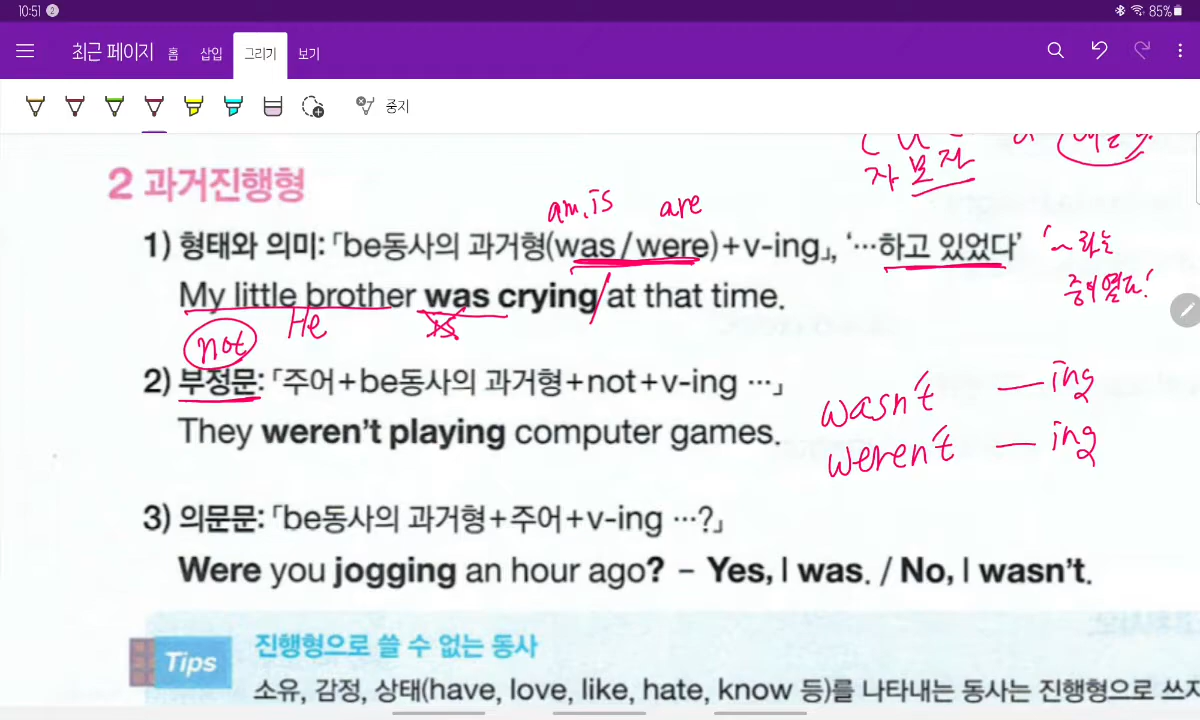 10:51 2 85%
최근 페이지 홈 삽입 그리기 보기
중지
자모자
2 과거진행형
am, is are
1) 형태와 의미: 「be동사의 과거형(was/were)+v-ing」, '…하고 있었다' '~하는
중이었다'
My little brother was crying/at that time.
not He is
2) 부정문: 「주어+be동사의 과거형+not+v-ing …」
wasn't — ing
They weren't playing computer games.
weren't — ing
3) 의문문: 「be동사의 과거형+주어+v-ing …?」
Were you jogging an hour ago? – Yes, I was. / No, I wasn't.
Tips 진행형으로 쓸 수 없는 동사
소유, 감정, 상태(have, love, like, hate, know 등)를 나타내는 동사는 진행형으로 쓰지